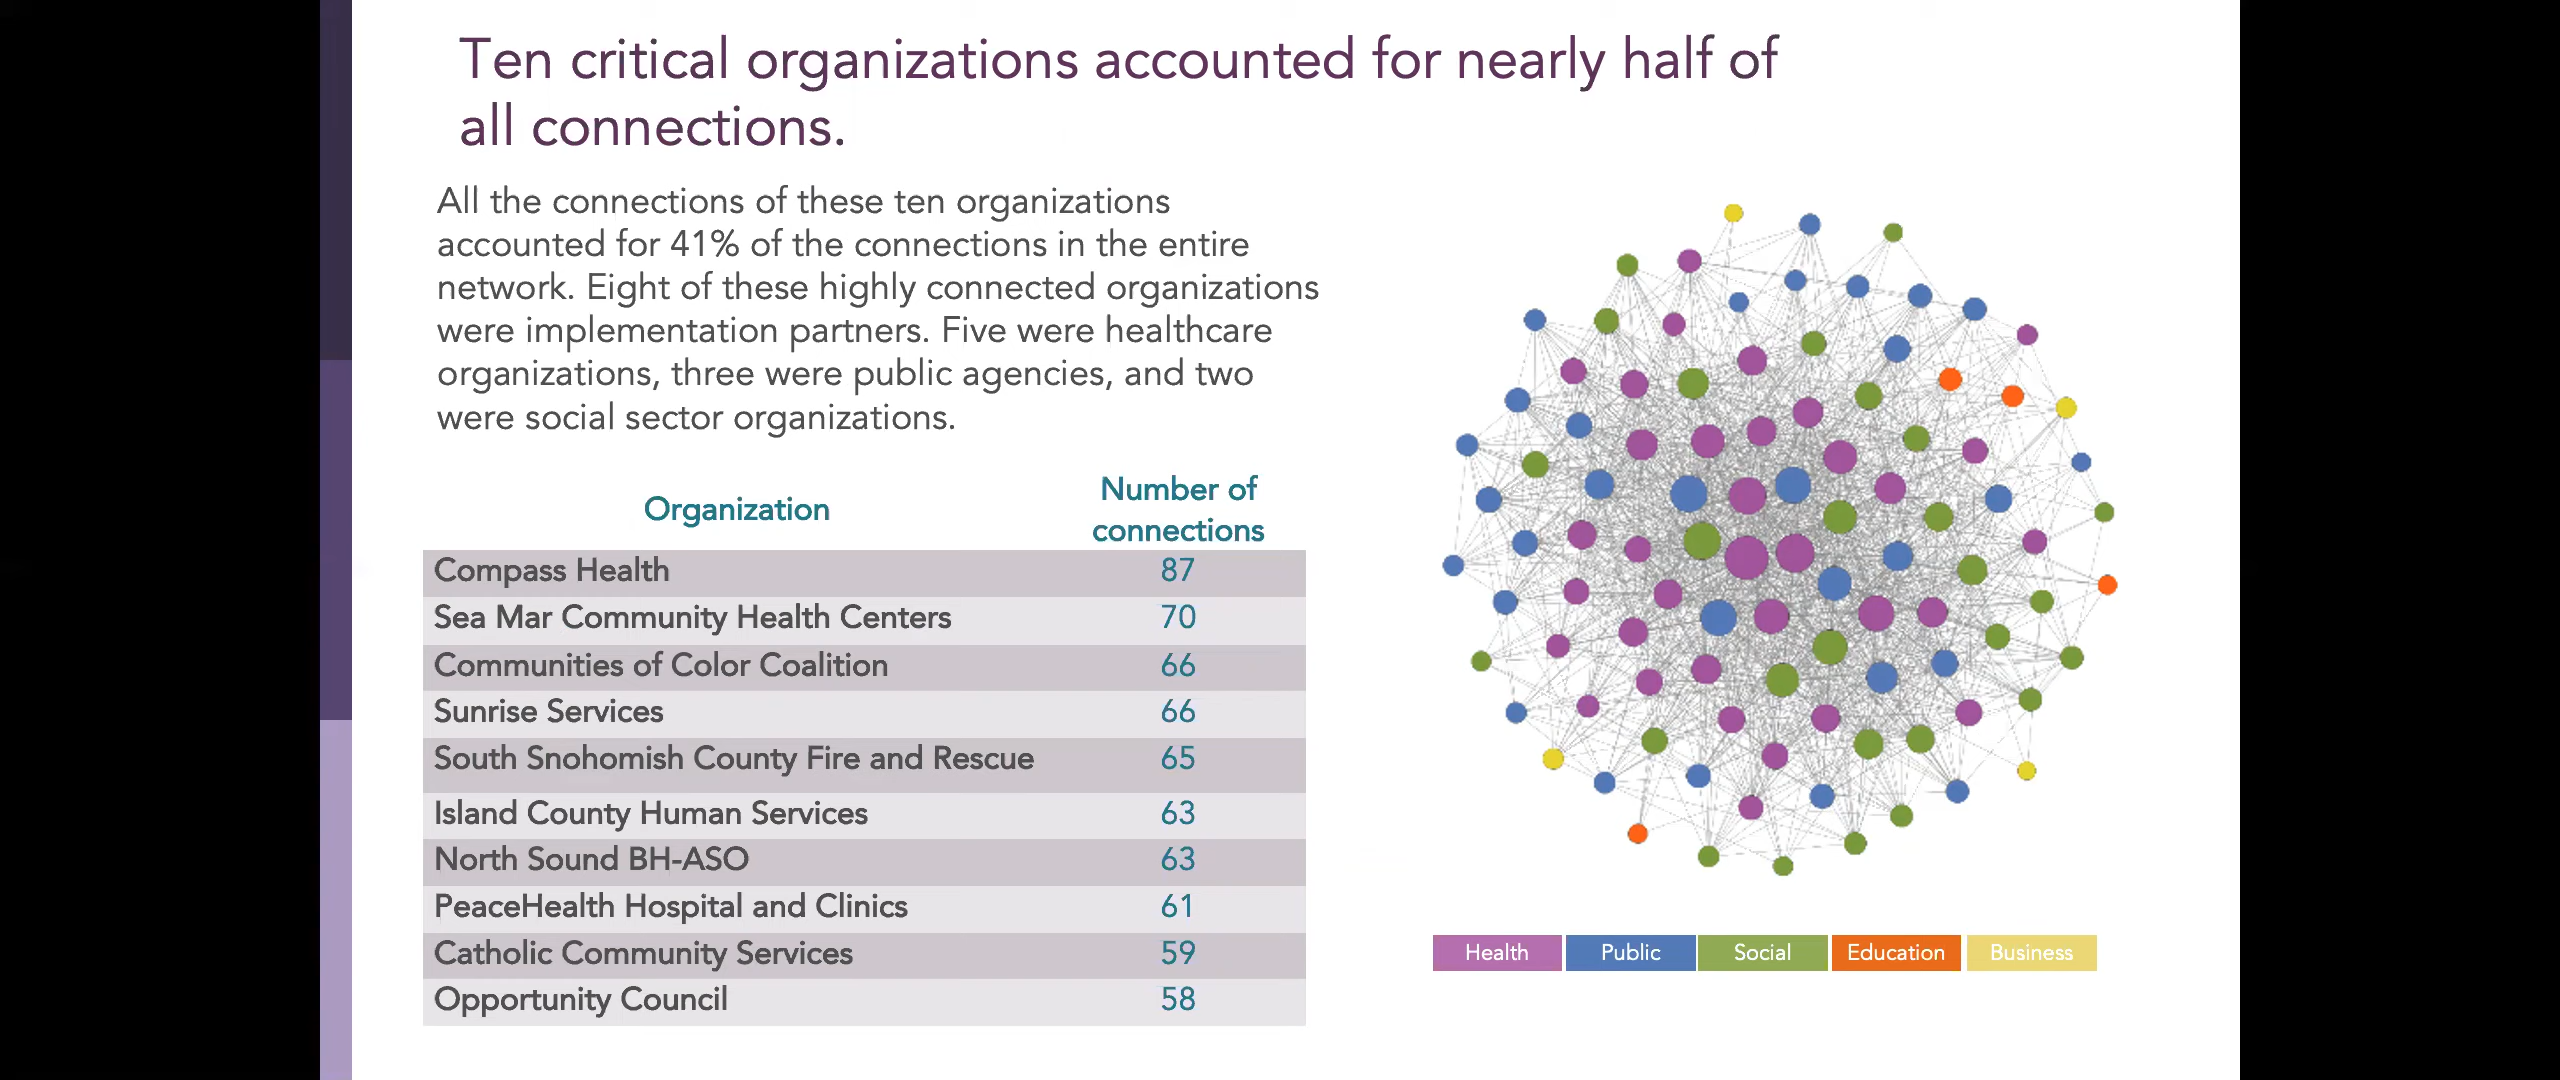 Ten critical organizations accounted for nearly half of
all connections.
All the connections of these ten organizations
accounted for 41% of the connections in the entire
network. Eight of these highly connected organizations
were implementation partners. Five were healthcare
organizations, three were public agencies, and two
were social sector organizations.
Organization Number of
connections
Compass Health 87
Sea Mar Community Health Centers 70
Communities of Color Coalition 66
Sunrise Services 66
South Snohomish County Fire and Rescue 65
Island County Human Services 63
North Sound BH-ASO 63
PeaceHealth Hospital and Clinics 61
Catholic Community Services 59
Opportunity Council 58
Health Public Social Education Business